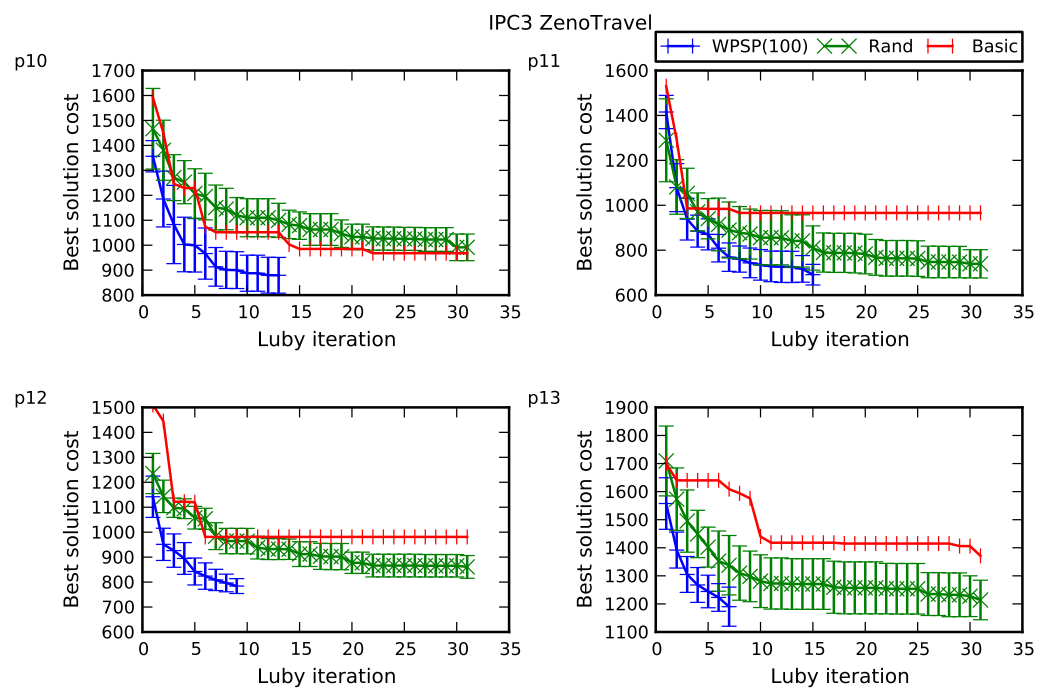 IPC3 ZenoTravel
WPSP(100) Rand Basic
p10
Best solution cost
1700
1600
1500
1400
1300
1200
1100
1000
900
800
0 5 10 15 20 25 30 35
Luby iteration
p11
Best solution cost
1600
1400
1200
1000
800
600
0 5 10 15 20 25 30 35
Luby iteration
p12
Best solution cost
1500
1400
1300
1200
1100
1000
900
800
700
600
0 5 10 15 20 25 30 35
Luby iteration
p13
Best solution cost
1900
1800
1700
1600
1500
1400
1300
1200
1100
0 5 10 15 20 25 30 35
Luby iteration